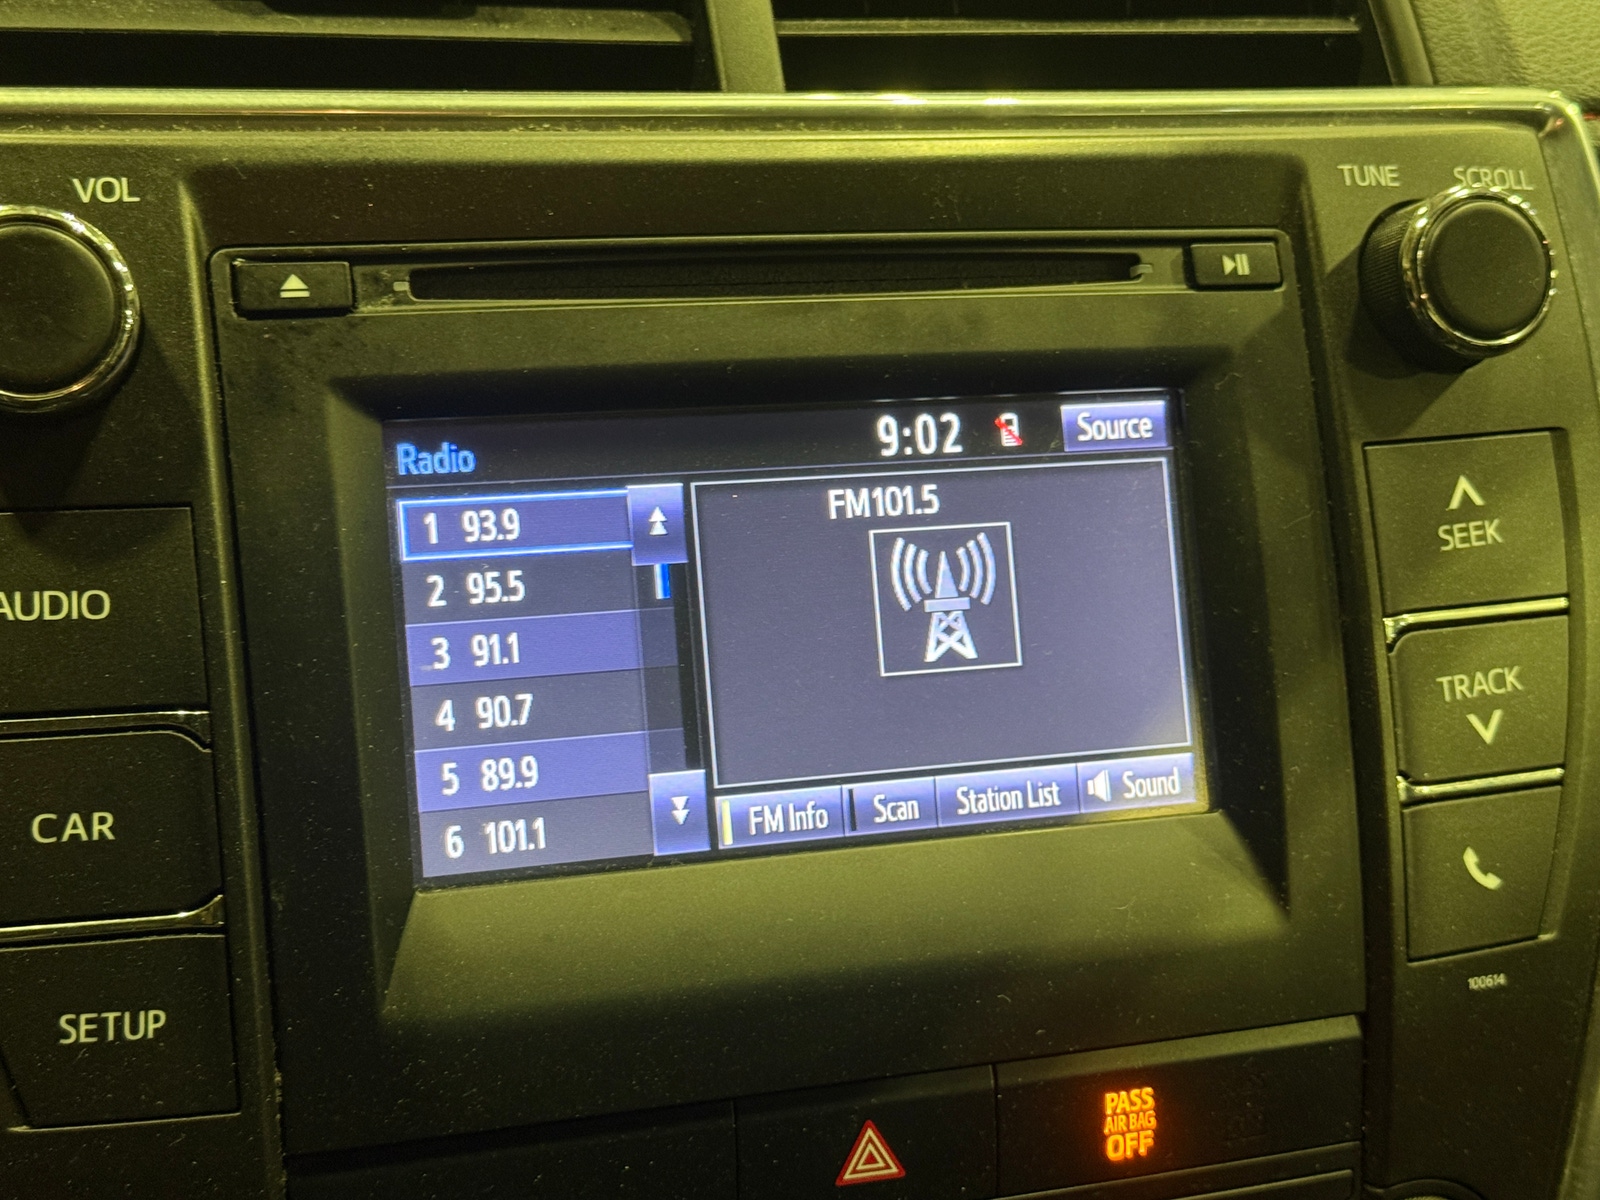 VOL
TUNE SCROLL
Radio 9:02 Source
FM101.5
1 93.9
2 95.5
3 91.1
4 90.7
5 89.9
6 101.1
FM Info Scan Station List Sound
AUDIO
CAR
SETUP
SEEK
TRACK
100614
PASS
AIR BAG
OFF